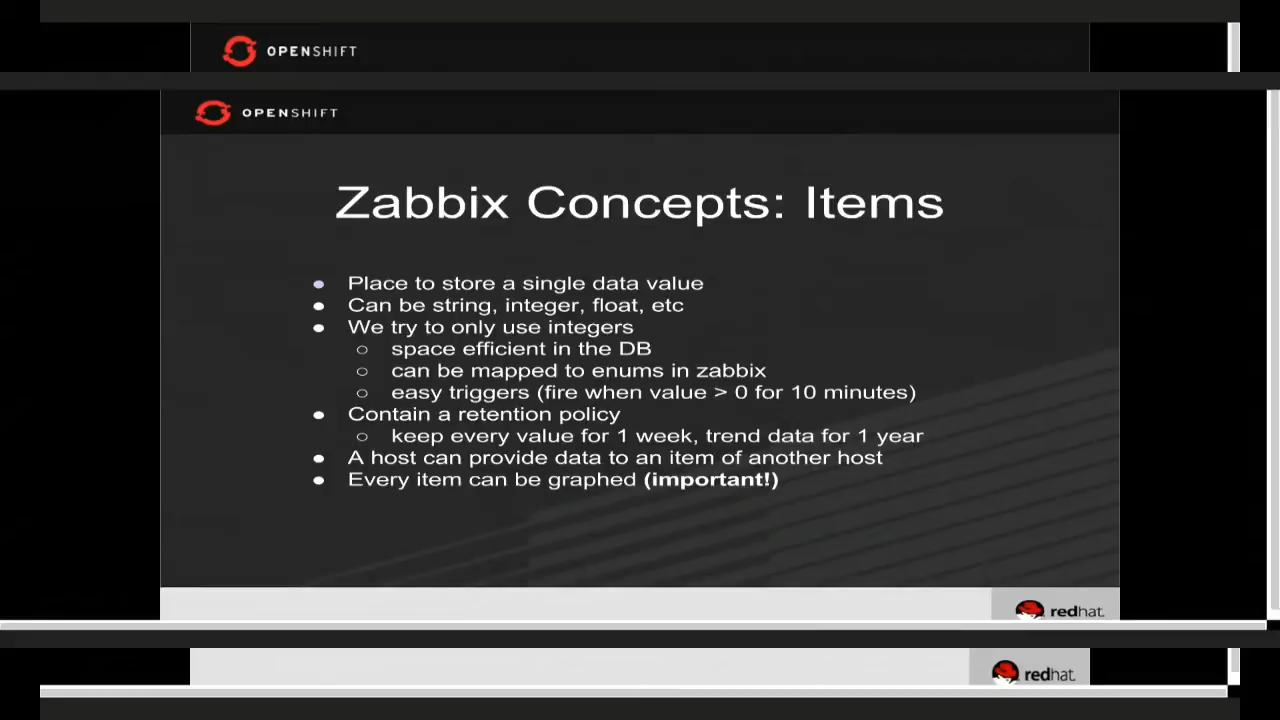 OPENSHIFT
OPENSHIFT
Zabbix Concepts: Items
● Place to store a single data value
● Can be string, integer, float, etc
● We try to only use integers
○ space efficient in the DB
○ can be mapped to enums in zabbix
○ easy triggers (fire when value > 0 for 10 minutes)
● Contain a retention policy
○ keep every value for 1 week, trend data for 1 year
● A host can provide data to an item of another host
● Every item can be graphed (important!)
redhat.
redhat.